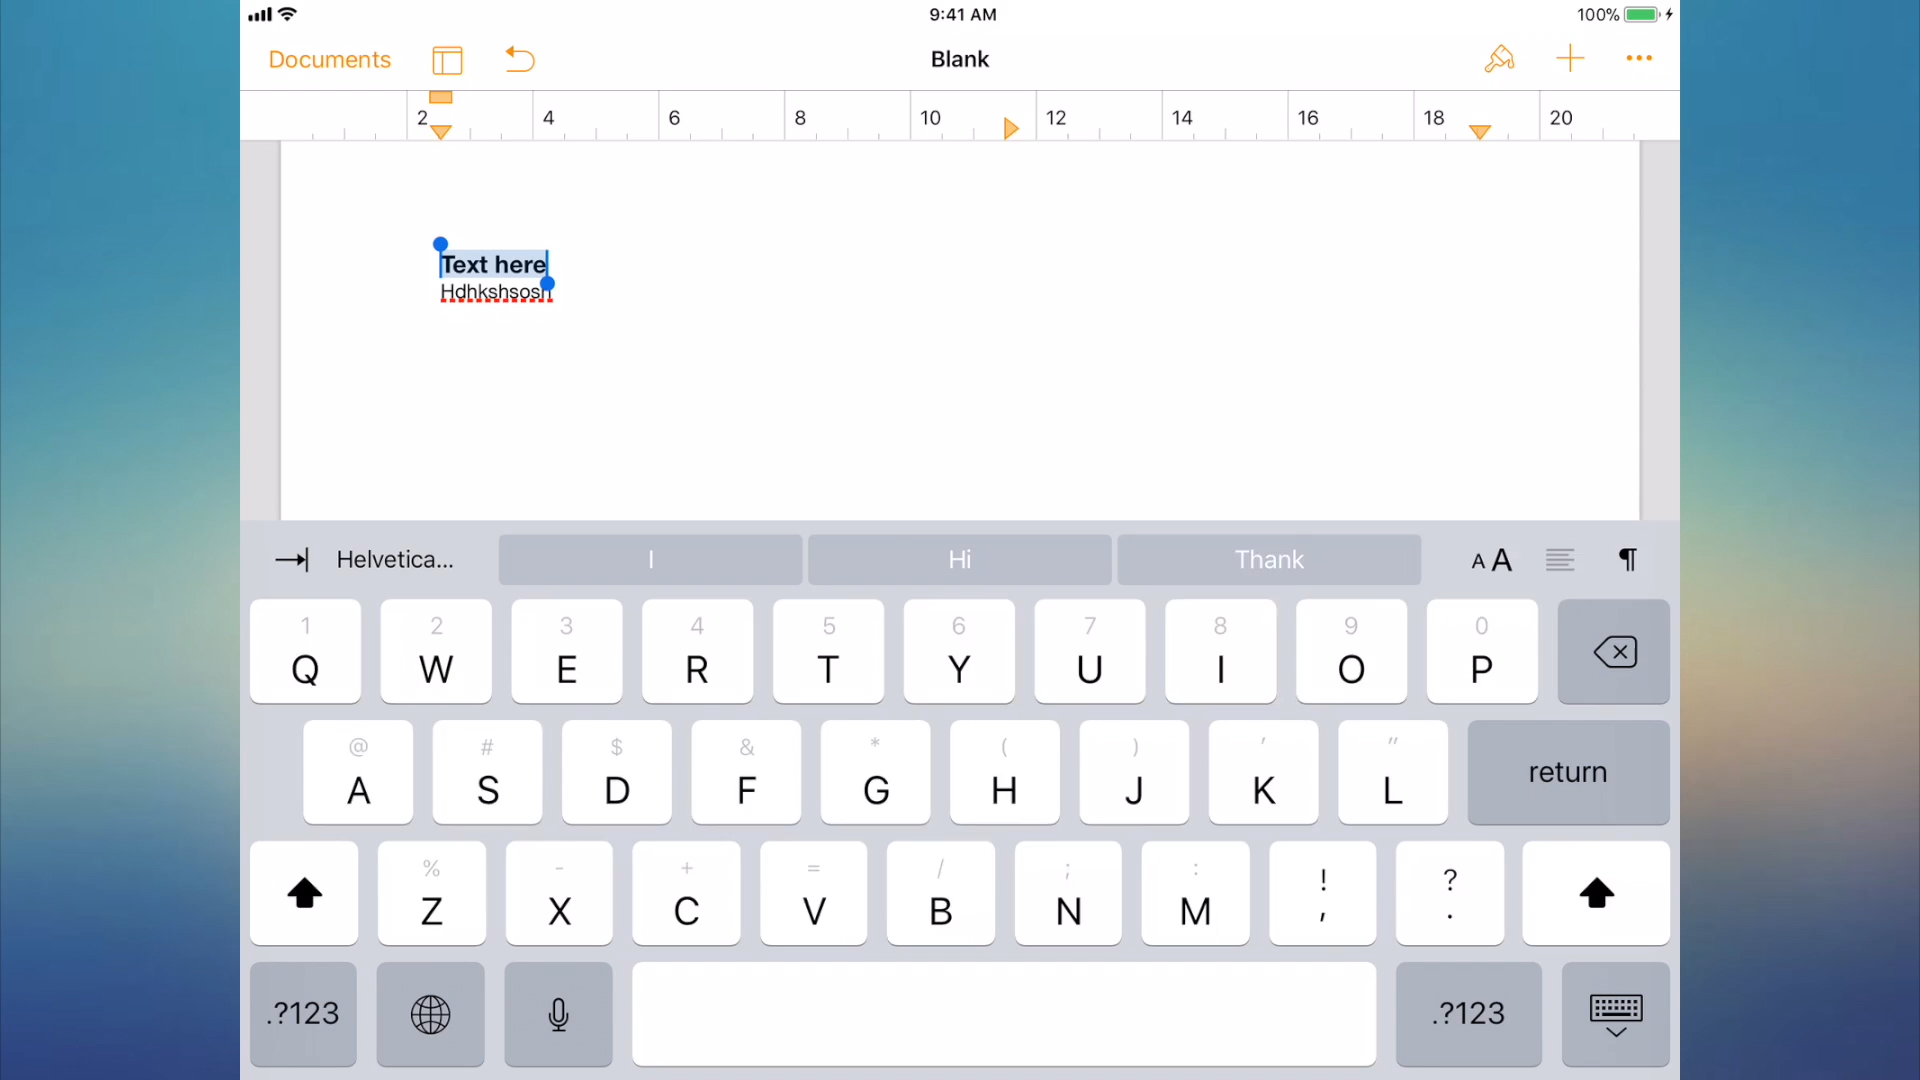 9:41 AM
100%
Documents
Blank
2 4 6 8 10 12 14 16 18 20
Text here
Hdhkshsosh
Helvetica... I Hi Thank A A ¶
1 2 3 4 5 6 7 8 9 0
Q W E R T Y U I O P
@ # $ & * ( ) ' "
A S D F G H J K L return
% - + = / ; : ! ?
Z X C V B N M , .
.?123 .?123